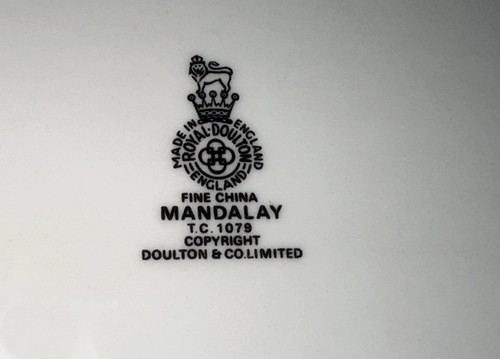 MADE IN ENGLAND
ROYAL·DOULTON
ENGLAND
FINE CHINA
MANDALAY
T.C. 1079
COPYRIGHT
DOULTON & CO.LIMITED